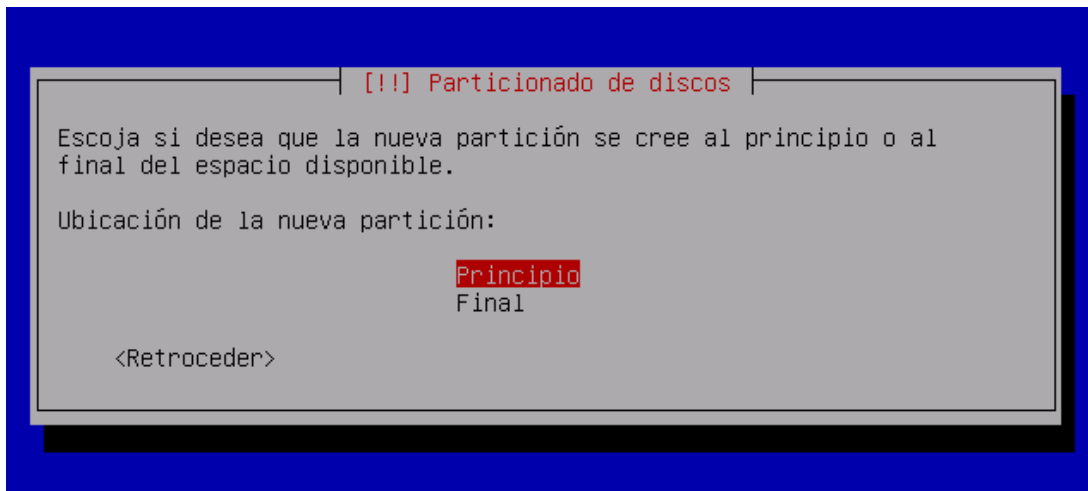 [!!] Particionado de discos
Escoja si desea que la nueva partición se cree al principio o al
final del espacio disponible.
Ubicación de la nueva partición:
Principio
Final
<Retroceder>